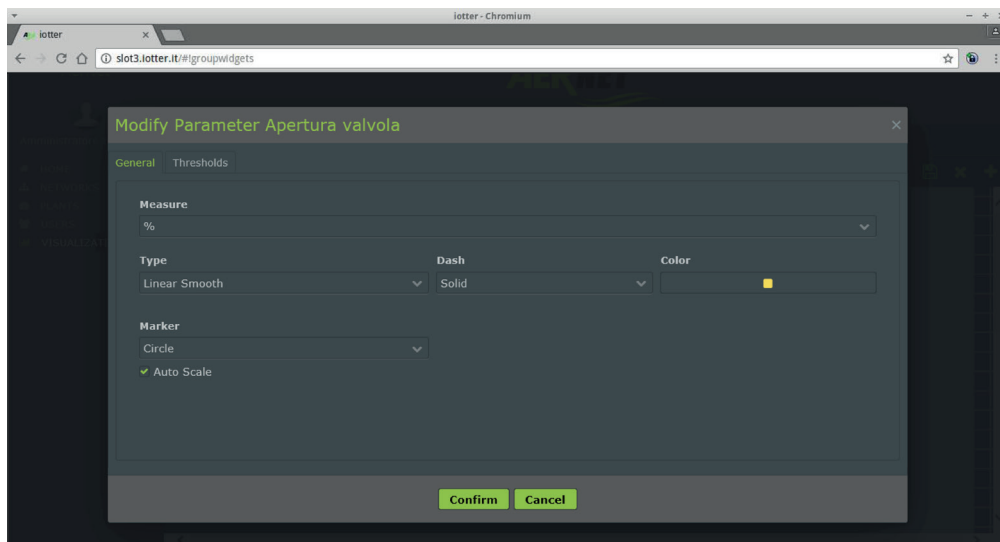 iotter - Chromium
iotter
slot3.iotter.it/#!groupwidgets
Modify Parameter Apertura valvola
General Thresholds
Measure
%
Type Dash Color
Linear Smooth Solid
Marker
Circle
Auto Scale
Confirm Cancel